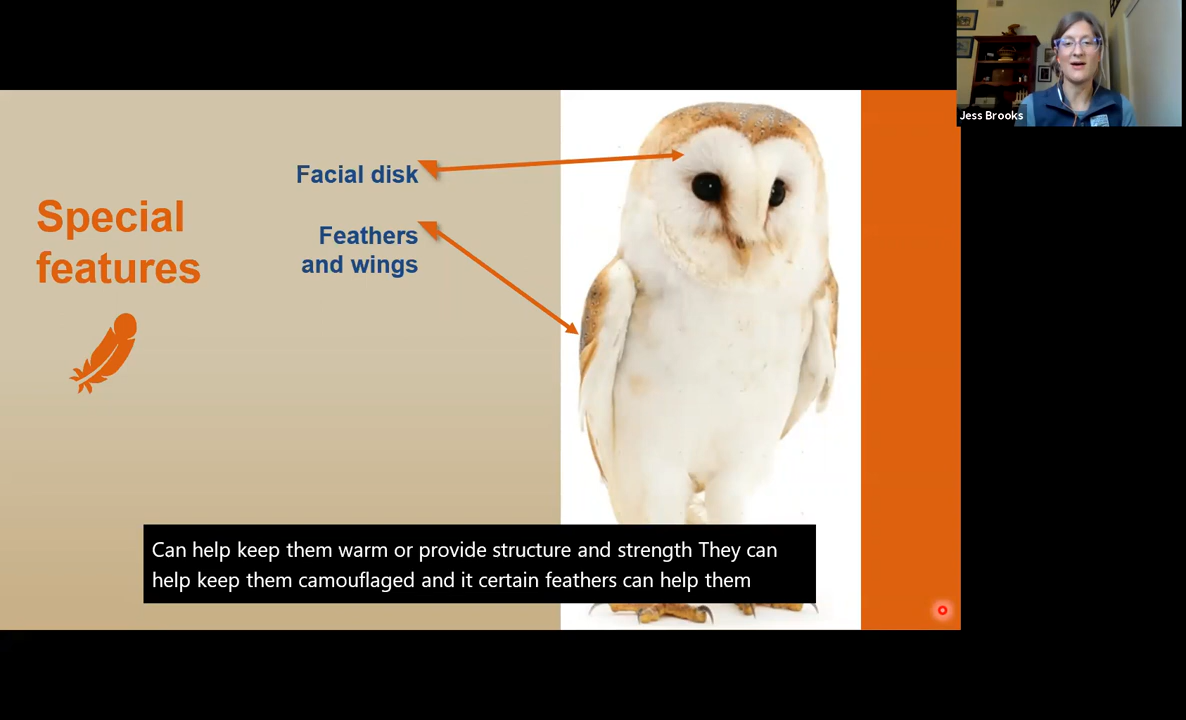 Jess Brooks
Facial disk
Special
features
Feathers
and wings
Can help keep them warm or provide structure and strength They can
help keep them camouflaged and it certain feathers can help them